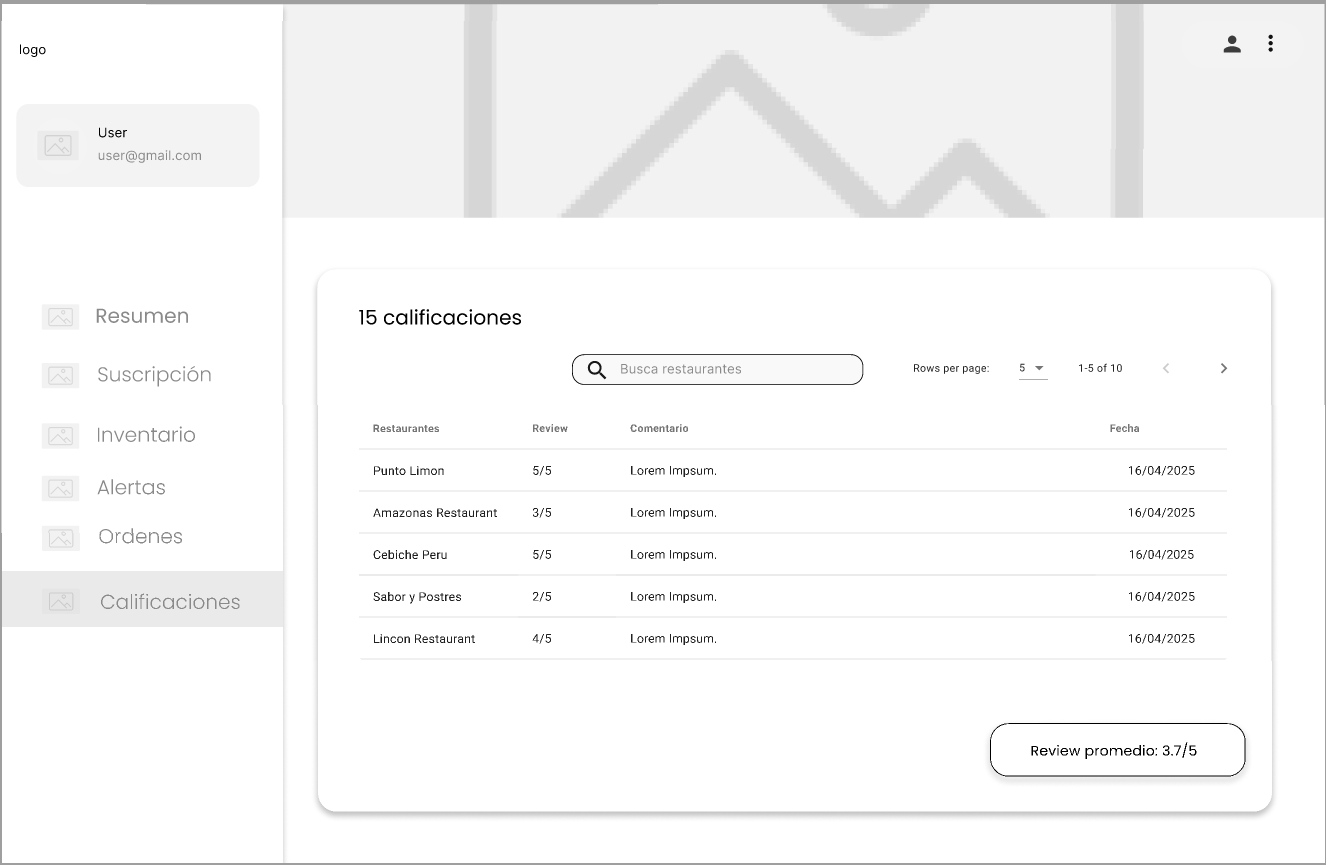 logo
User
user@gmail.com
Resumen
Suscripción
Inventario
Alertas
Ordenes
Calificaciones
15 calificaciones
Busca restaurantes
Rows per page: 5 1-5 of 10
Restaurantes Review Comentario Fecha
Punto Limon 5/5 Lorem Impsum. 16/04/2025
Amazonas Restaurant 3/5 Lorem Impsum. 16/04/2025
Cebiche Peru 5/5 Lorem Impsum. 16/04/2025
Sabor y Postres 2/5 Lorem Impsum. 16/04/2025
Lincon Restaurant 4/5 Lorem Impsum. 16/04/2025
Review promedio: 3.7/5